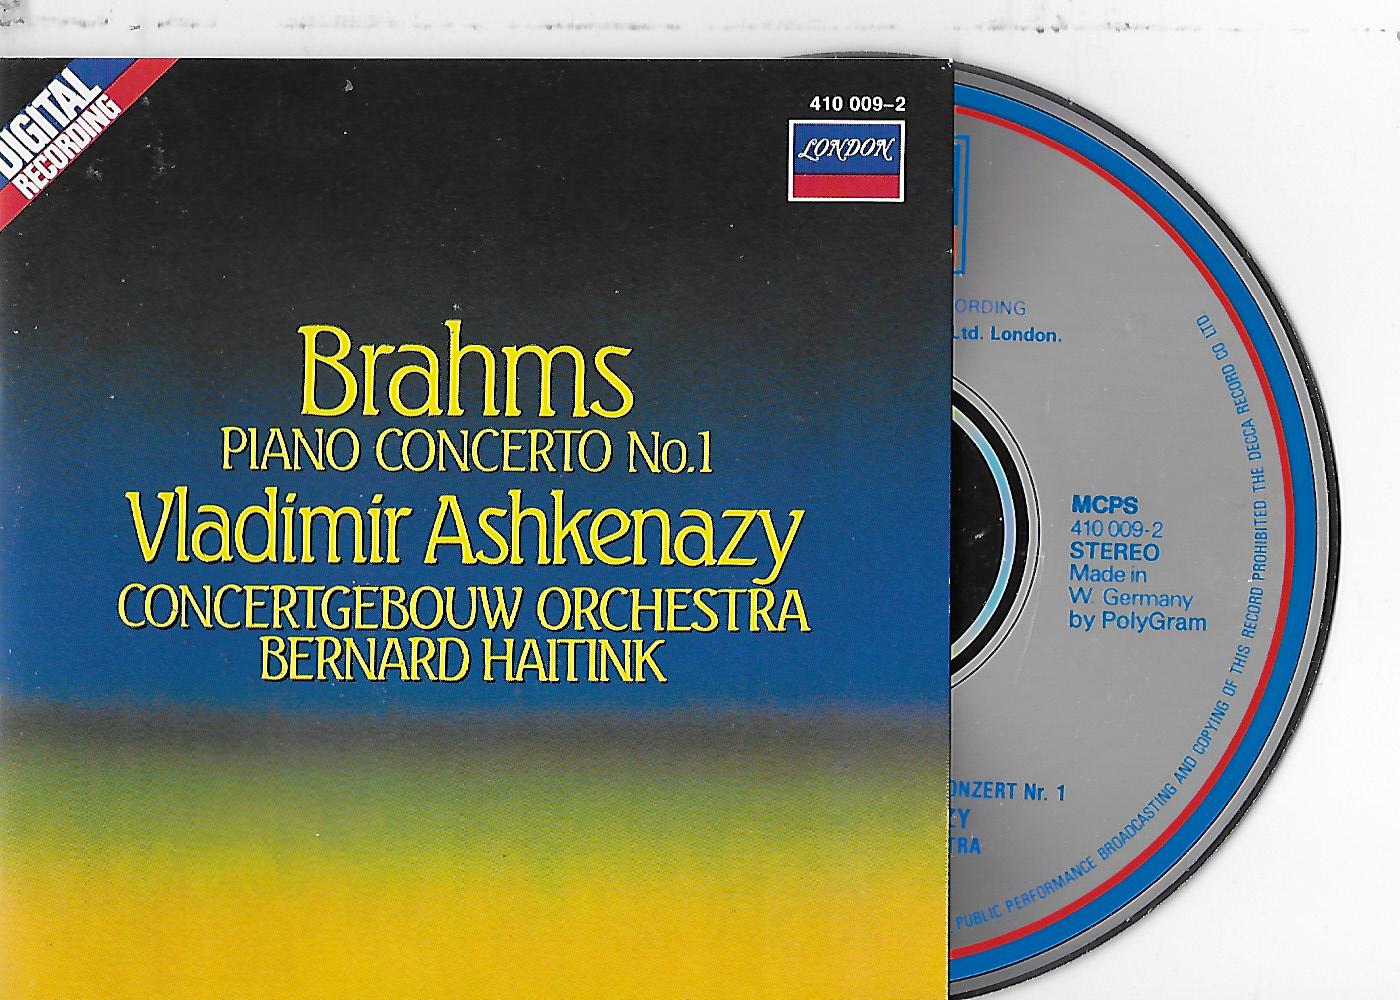 DIGITAL
RECORDING
410 009-2
LONDON
Brahms
PIANO CONCERTO No.1
Vladimir Ashkenazy
CONCERTGEBOUW ORCHESTRA
BERNARD HAITINK
ORDING
Ltd. London.
MCPS
410 009-2
STEREO
Made in
W. Germany
by PolyGram
ONZERT Nr. 1
ZY
TRA
PUBLIC PERFORMANCE BROADCASTING AND COPYING OF THIS RECORD PROHIBITED THE DECCA RECORD CO LTD